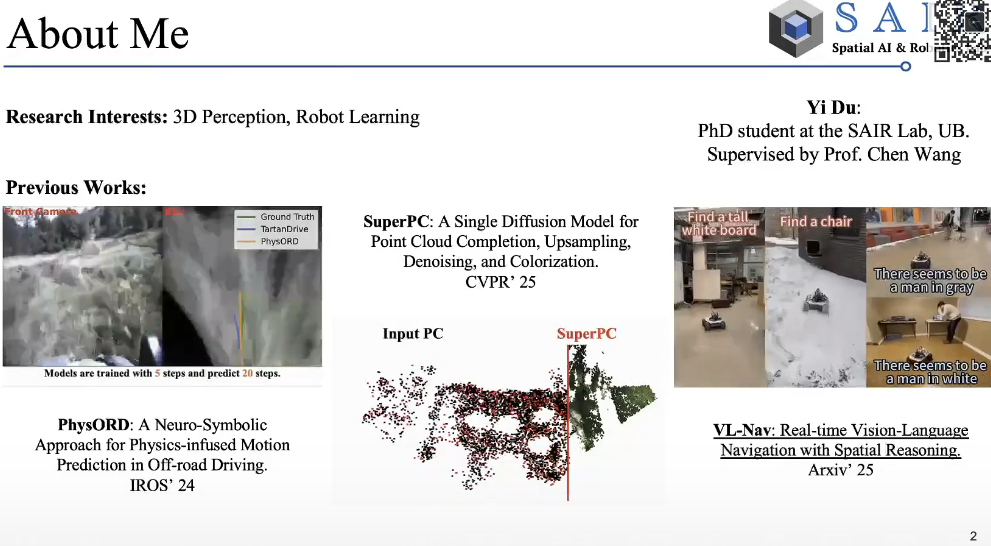 About Me
S A I
Spatial AI & Rob
Research Interests: 3D Perception, Robot Learning
Yi Du:
PhD student at the SAIR Lab, UB.
Supervised by Prof. Chen Wang
Previous Works:
Front Camera
Ground Truth
TartanDrive
PhysORD
Models are trained with 5 steps and predict 20 steps.
PhysORD: A Neuro-Symbolic
Approach for Physics-infused Motion
Prediction in Off-road Driving.
IROS’ 24
SuperPC: A Single Diffusion Model for
Point Cloud Completion, Upsampling,
Denoising, and Colorization.
CVPR’ 25
Input PC
SuperPC
Find a tall
white board
Find a chair
There seems to be
a man in gray
There seems to be
a man in white
VL-Nav: Real-time Vision-Language
Navigation with Spatial Reasoning.
Arxiv’ 25
2